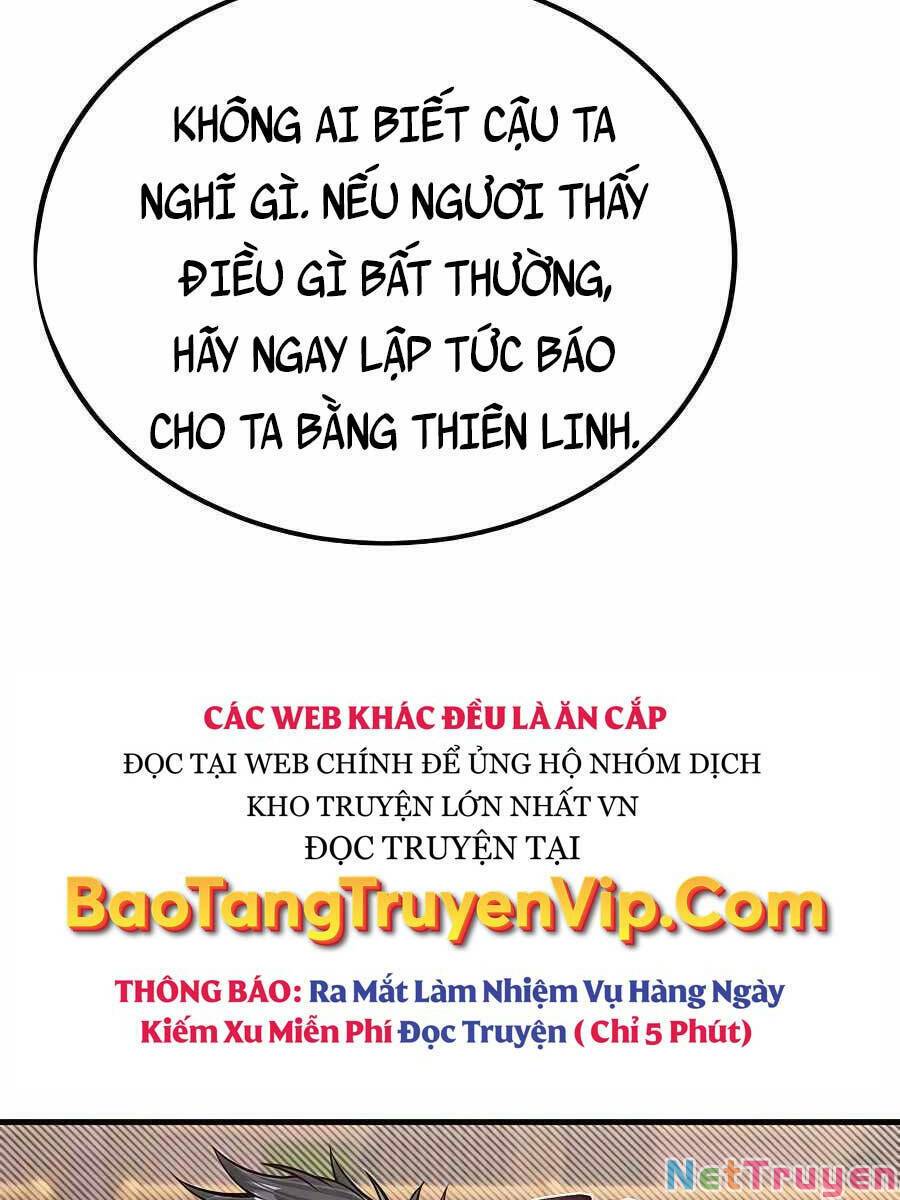 KHÔNG AI BIẾT CẬU TA
NGHĨ GÌ. NẾU NGƯƠI THẤY
ĐIỀU GÌ BẤT THƯỜNG,
HÃY NGAY LẬP TỨC BÁO
CHO TA BẰNG THIÊN LINH.
CÁC WEB KHÁC ĐỀU LÀ ĂN CẮP
ĐỌC TẠI WEB CHÍNH ĐỂ ỦNG HỘ NHÓM DỊCH
KHO TRUYỆN LỚN NHẤT VN
ĐỌC TRUYỆN TẠI
BaoTangTruyenVip.Com
THÔNG BÁO: Ra Mắt Làm Nhiệm Vụ Hàng Ngày
Kiếm Xu Miễn Phí Đọc Truyện ( Chỉ 5 Phút)
NetTruyen